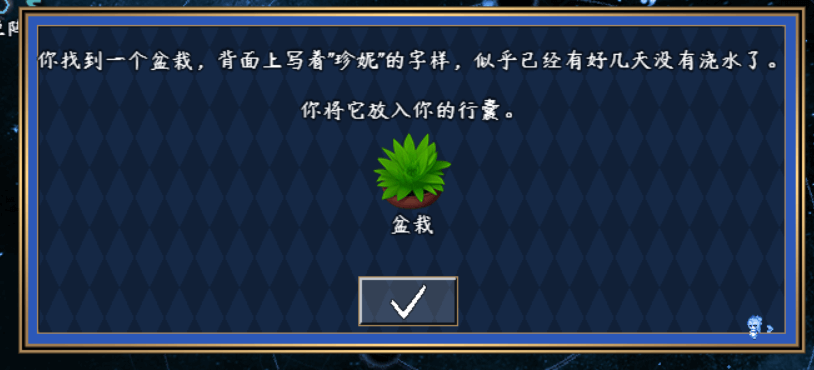 你找到一个盆栽，背面上写着"珍妮"的字样，似乎已经有好几天没有浇水了。
你将它放入你的行囊。
盆栽